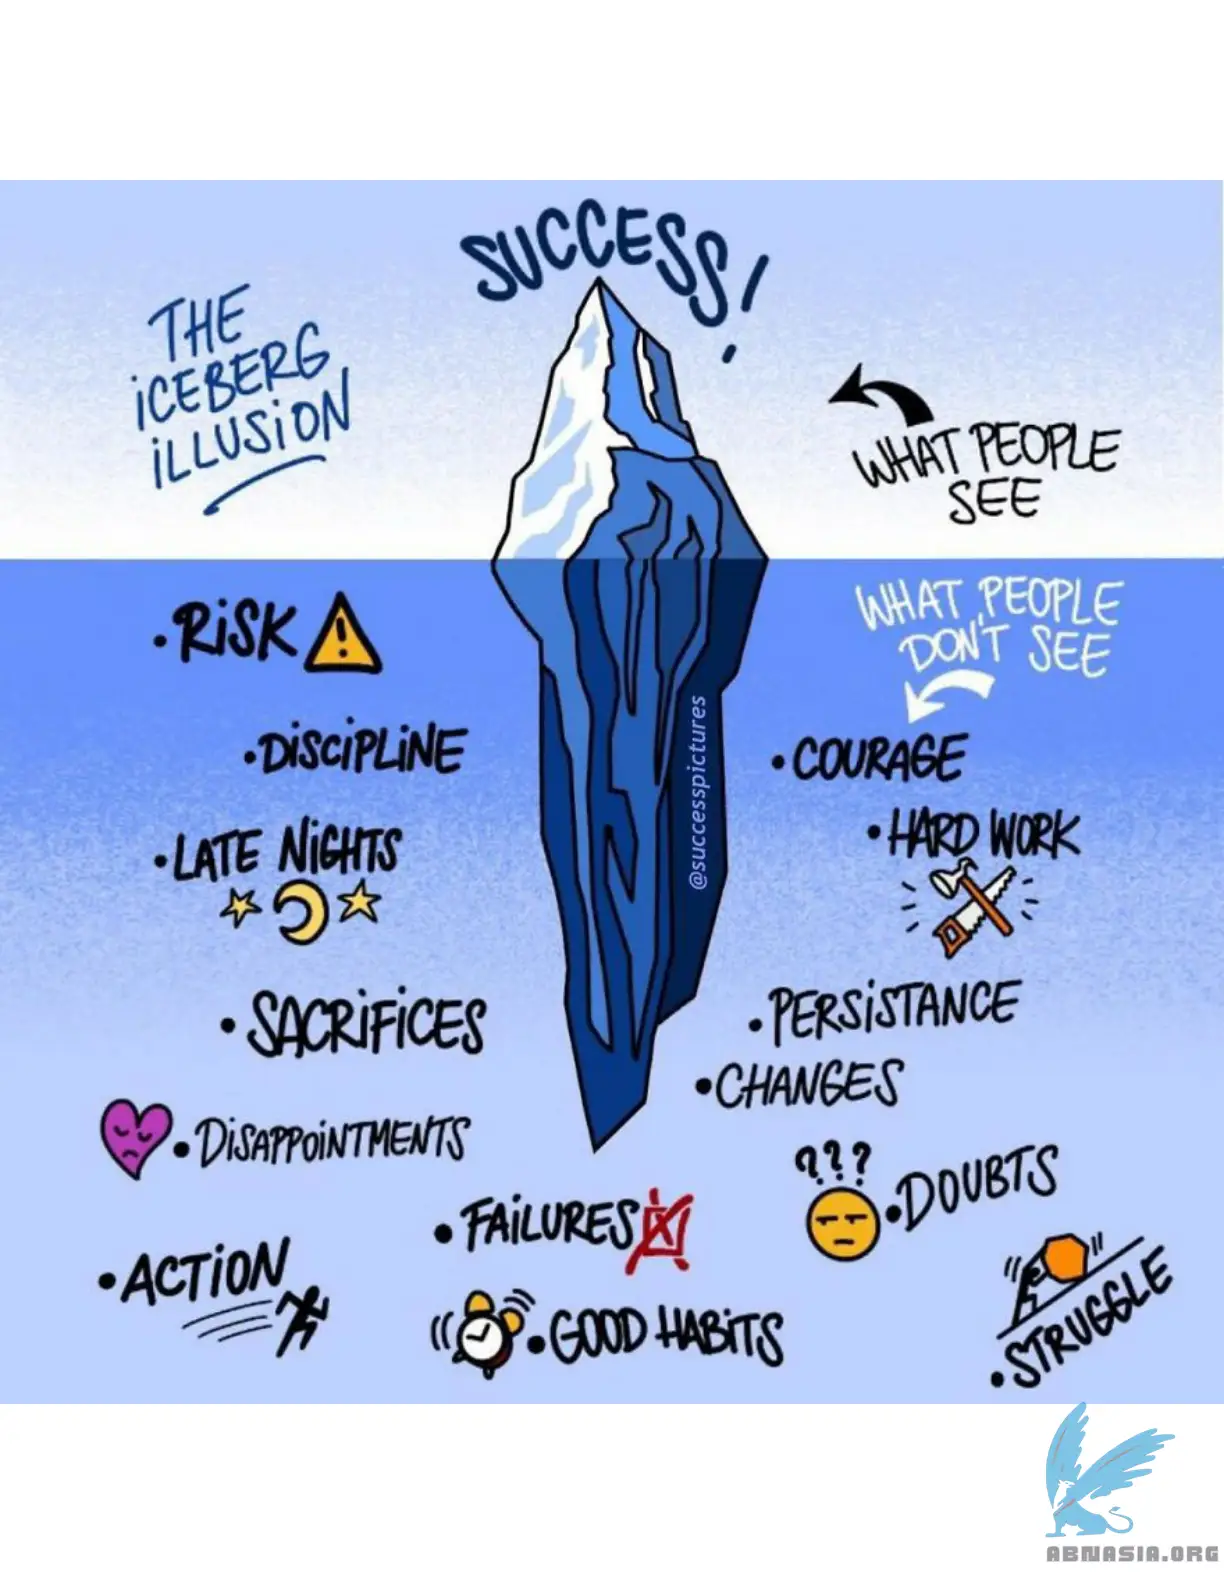 SUCCESS!
THE
ICEBERG
ILLUSION
WHAT PEOPLE
SEE
WHAT PEOPLE
DON'T SEE
• RISK
• DISCIPLINE
• LATE NIGHTS
• SACRIFICES
• DISAPPOINTMENTS
• ACTION
• FAILURES
• GOOD HABITS
• COURAGE
• HARD WORK
• PERSISTANCE
• CHANGES
???
• DOUBTS
• STRUGGLE
@successpictures
ABNASIA.ORG